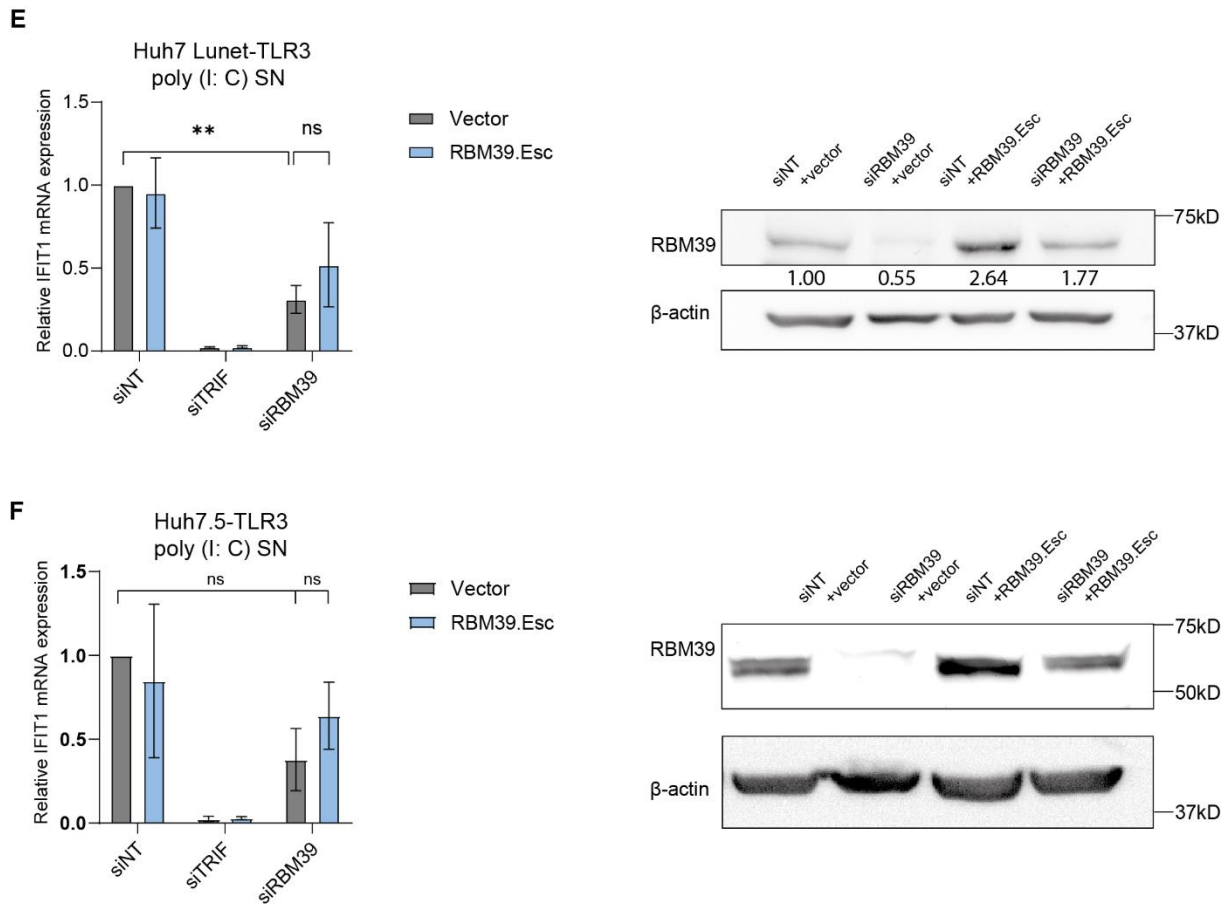 E
Huh7 Lunet-TLR3
poly (I: C) SN
Relative IFIT1 mRNA expression
1.5
1.0
0.5
0.0
**
ns
siNT
siTRIF
siRBM39
Vector
RBM39.Esc
siNT
+vector
siRBM39
+vector
siNT
+RBM39.Esc
siRBM39
+RBM39.Esc
RBM39
75kD
1.00 0.55 2.64 1.77
β-actin
37kD
F
Huh7.5-TLR3
poly (I: C) SN
Relative IFIT1 mRNA expression
1.5
1.0
0.5
0.0
ns
ns
siNT
siTRIF
siRBM39
Vector
RBM39.Esc
siNT
+vector
siRBM39
+vector
siNT
+RBM39.Esc
siRBM39
+RBM39.Esc
RBM39
75kD
50kD
β-actin
37kD